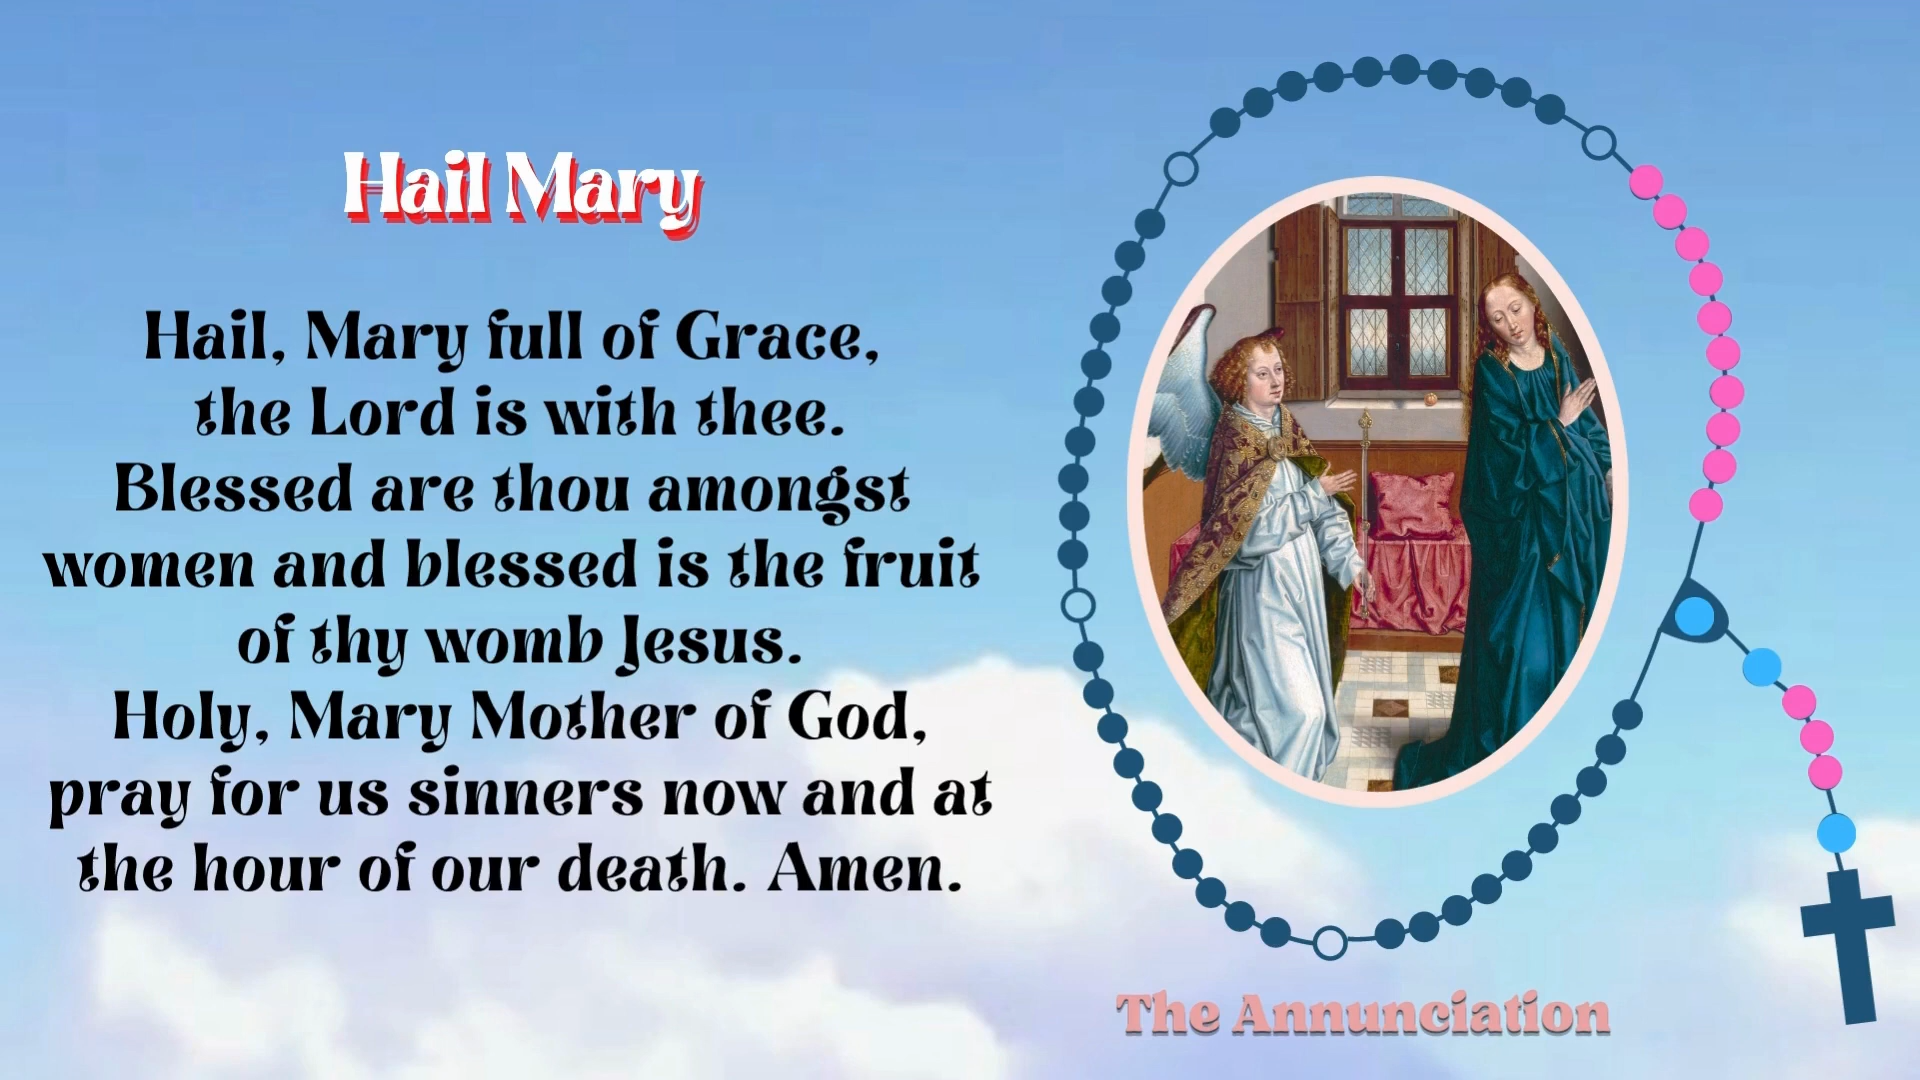 Hail Mary
Hail, Mary full of Grace,
the Lord is with thee.
Blessed are thou amongst
women and blessed is the fruit
of thy womb Jesus.
Holy, Mary Mother of God,
pray for us sinners now and at
the hour of our death. Amen.
The Annunciation